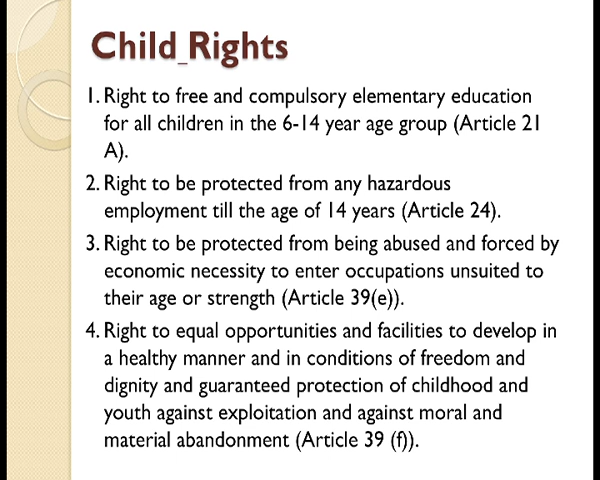 Child_Rights
1. Right to free and compulsory elementary education
for all children in the 6-14 year age group (Article 21
A).
2. Right to be protected from any hazardous
employment till the age of 14 years (Article 24).
3. Right to be protected from being abused and forced by
economic necessity to enter occupations unsuited to
their age or strength (Article 39(e)).
4. Right to equal opportunities and facilities to develop in
a healthy manner and in conditions of freedom and
dignity and guaranteed protection of childhood and
youth against exploitation and against moral and
material abandonment (Article 39 (f)).